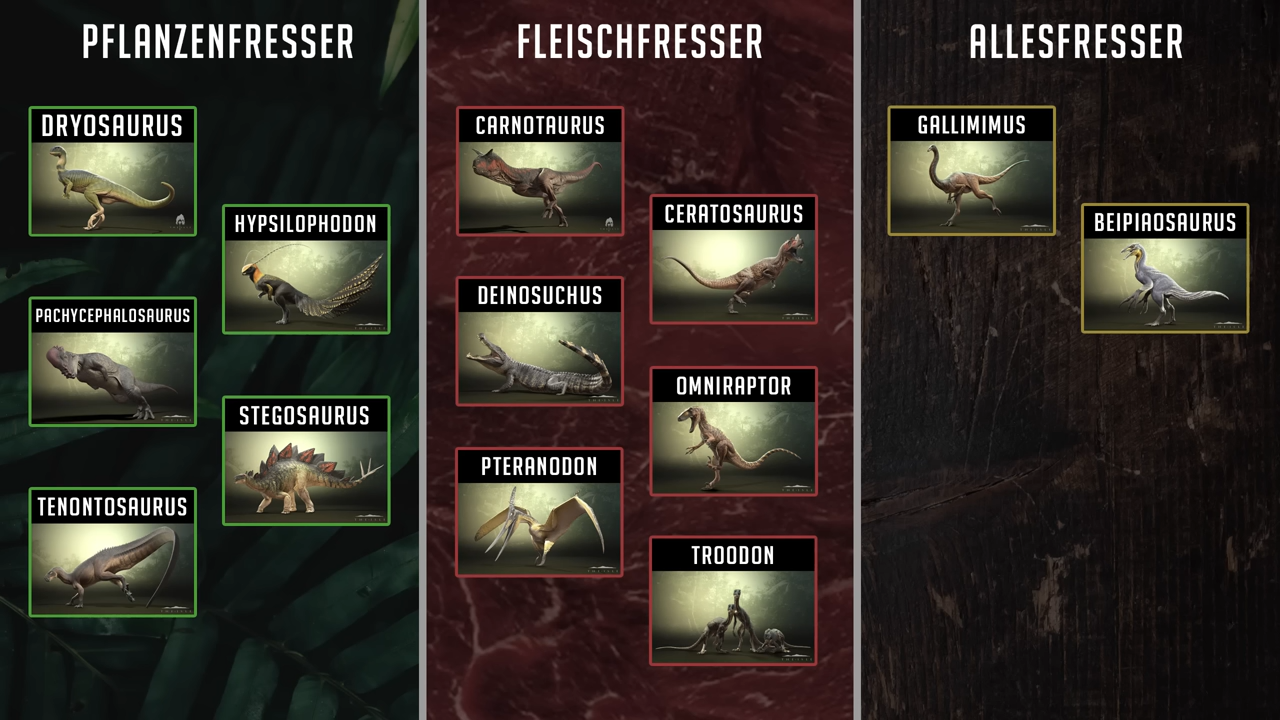 PFLANZENFRESSER
DRYOSAURUS
HYPSILOPHODON
PACHYCEPHALOSAURUS
STEGOSAURUS
TENONTOSAURUS
FLEISCHFRESSER
CARNOTAURUS
CERATOSAURUS
DEINOSUCHUS
OMNIRAPTOR
PTERANODON
TROODON
ALLESFRESSER
GALLIMIMUS
BEIPIAOSAURUS